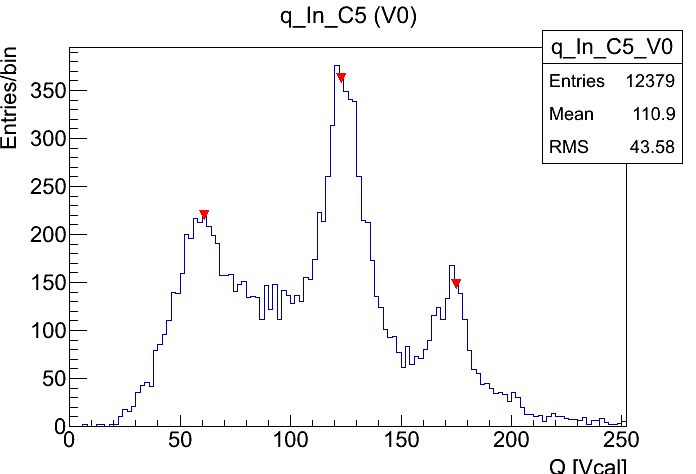 q_In_C5 (V0)
q_In_C5_V0
Entries 12379
Mean 110.9
RMS 43.58
Entries/bin
350
300
250
200
150
100
50
0
0 50 100 150 200 250
Q [Vcal]